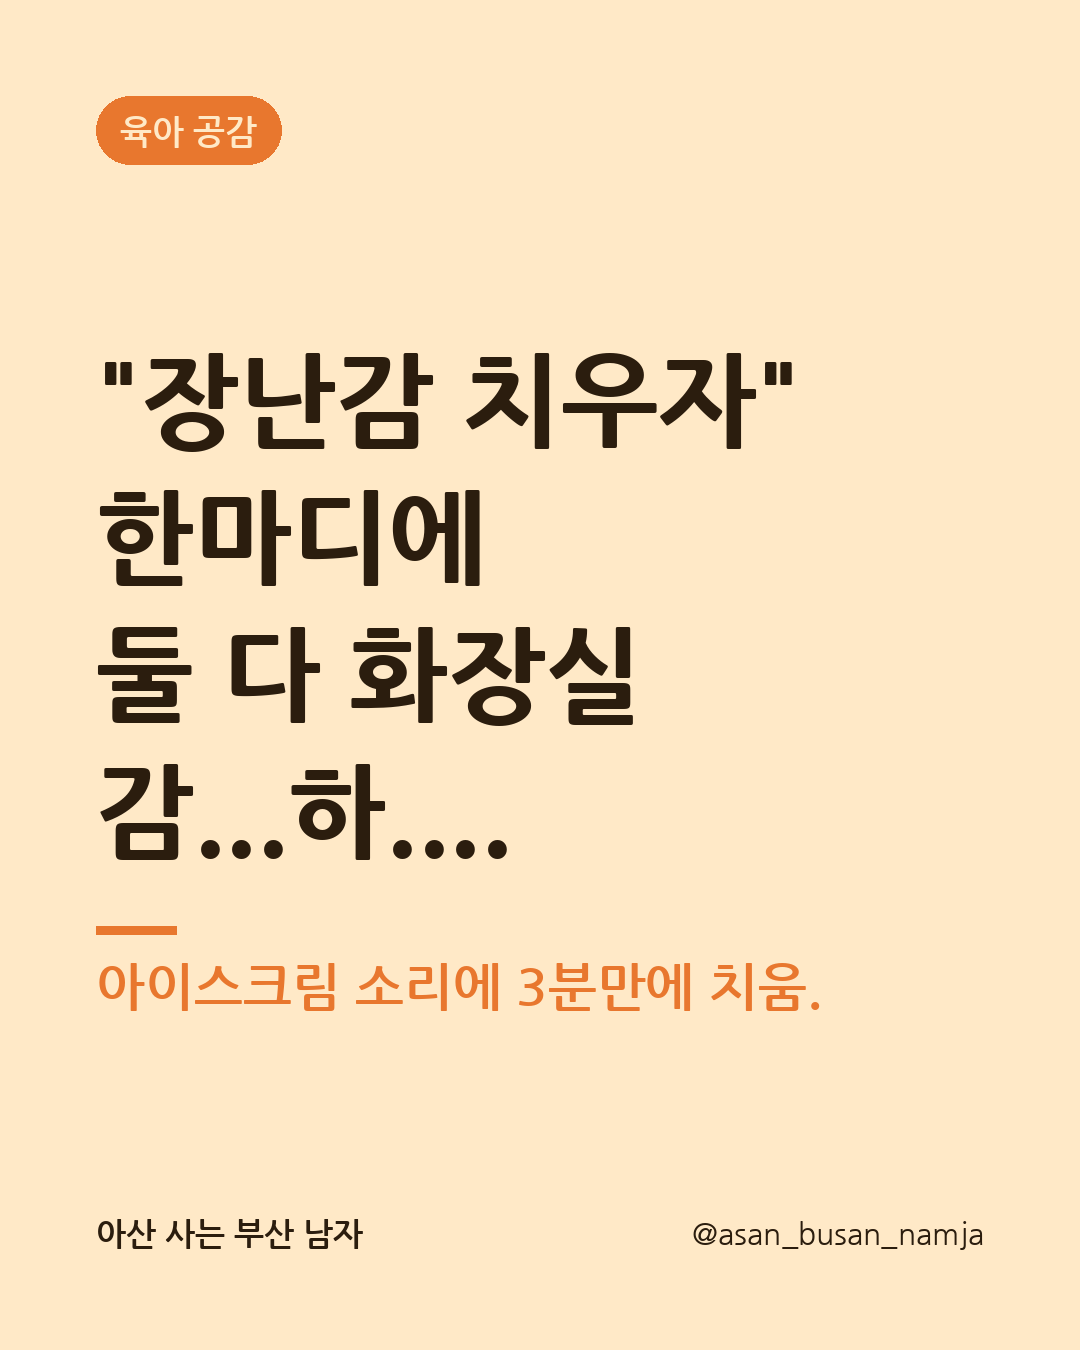 육아 공감
"장난감 치우자"
한마디에
둘 다 화장실
감...하....
아이스크림 소리에 3분만에 치움.
아산 사는 부산 남자
@asan_busan_namja